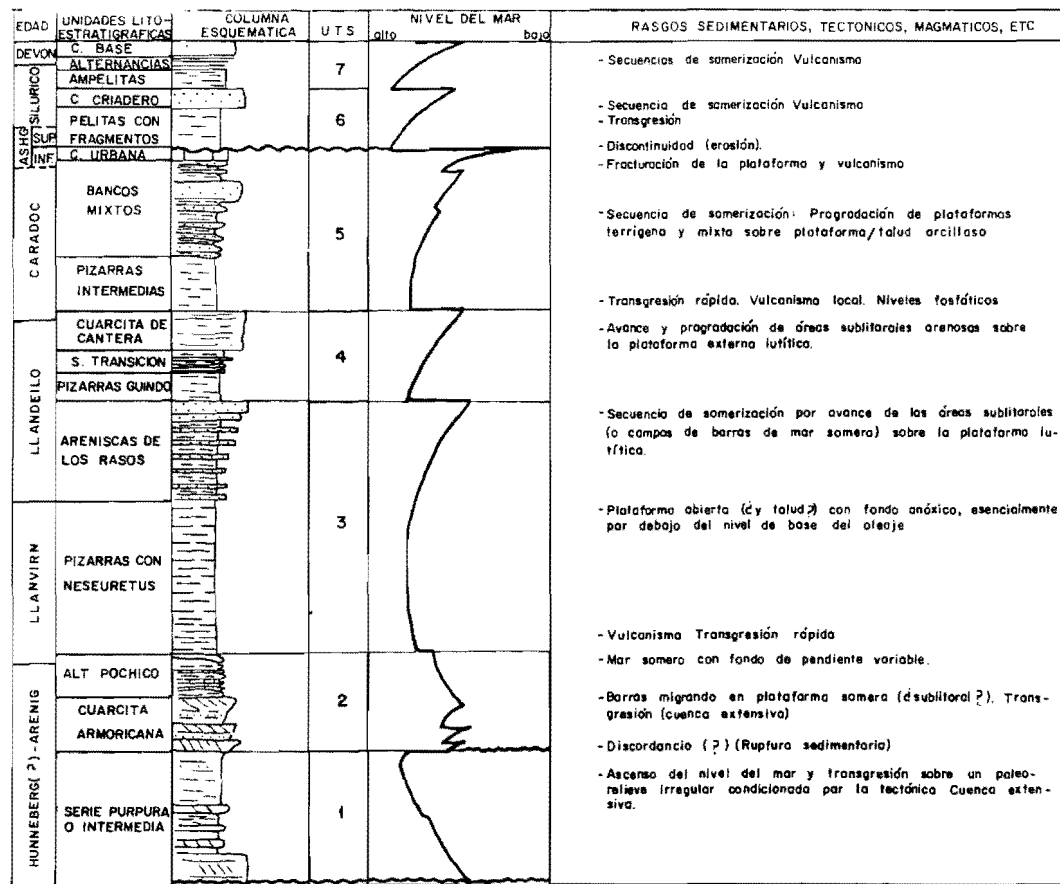 EDAD
UNIDADES LITO-
ESTRATIGRAFICAS
COLUMNA
ESQUEMATICA
U T S
NIVEL DEL MAR
alto
bajo
RASGOS SEDIMENTARIOS, TECTONICOS, MAGMATICOS, ETC
DEVON
SILURICO
ASHG
SUP
INF.
CARADOC
LLANDEILO
LLANVIRN
HUNNEBERG(?)-ARENIG
C. BASE
ALTERNANCIAS
AMPELITAS
C CRIADERO
PELITAS CON
FRAGMENTOS
C. URBANA
BANCOS
MIXTOS
PIZARRAS
INTERMEDIAS
CUARCITA DE
CANTERA
S. TRANSICION
PIZARRAS GUINDO
ARENISCAS DE
LOS RASOS
PIZARRAS CON
NESEURETUS
ALT POCHICO
CUARCITA
ARMORICANA
SERIE PURPURA
O INTERMEDIA
7
6
5
4
3
2
1
- Secuencias de somerización Vulcanismo
- Secuencia de somerización Vulcanismo
- Transgresión
- Discontinuidad (erosión).
- Fracturación de la plataforma y vulcanismo
- Secuencia de somerización: Progradación de plataformas
terrígena y mixta sobre plataforma/talud arcilloso
- Transgresión rápida. Vulcanismo local. Niveles fosfáticos
- Avance y progradación de áreas sublitorales arenosas sobre
la plataforma externa lutítica.
- Secuencia de somerización por avance de las áreas sublitorales
(o campos de barras de mar somera) sobre la plataforma lu-
títica.
- Plataforma abierta (¿y talud?) con fondo anóxico, esencialmente
por debajo del nivel de base del oleaje
- Vulcanismo Transgresión rápida
- Mar somero con fondo de pendiente variable.
- Barras migrando en plataforma somera (¿sublitoral?). Trans-
gresión (cuenca extensiva)
- Discordancia (?) (Ruptura sedimentaria)
- Ascenso del nivel del mar y transgresión sobre un paleo-
relieve irregular condicionada por la tectónica Cuenca exten-
siva.